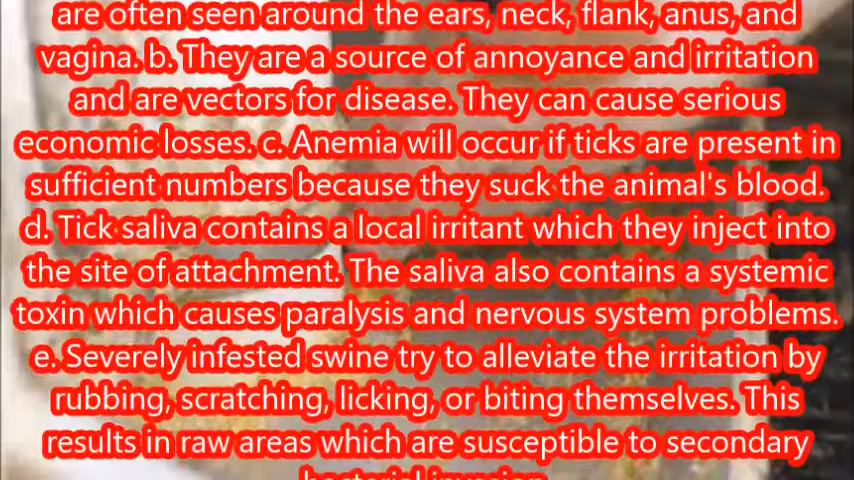 are often seen around the ears, neck, flank, anus, and
vagina. b. They are a source of annoyance and irritation
and are vectors for disease. They can cause serious
economic losses. c. Anemia will occur if ticks are present in
sufficient numbers because they suck the animal's blood.
d. Tick saliva contains a local irritant which they inject into
the site of attachment. The saliva also contains a systemic
toxin which causes paralysis and nervous system problems.
e. Severely infested swine try to alleviate the irritation by
rubbing, scratching, licking, or biting themselves. This
results in raw areas which are susceptible to secondary
bacterial invasion